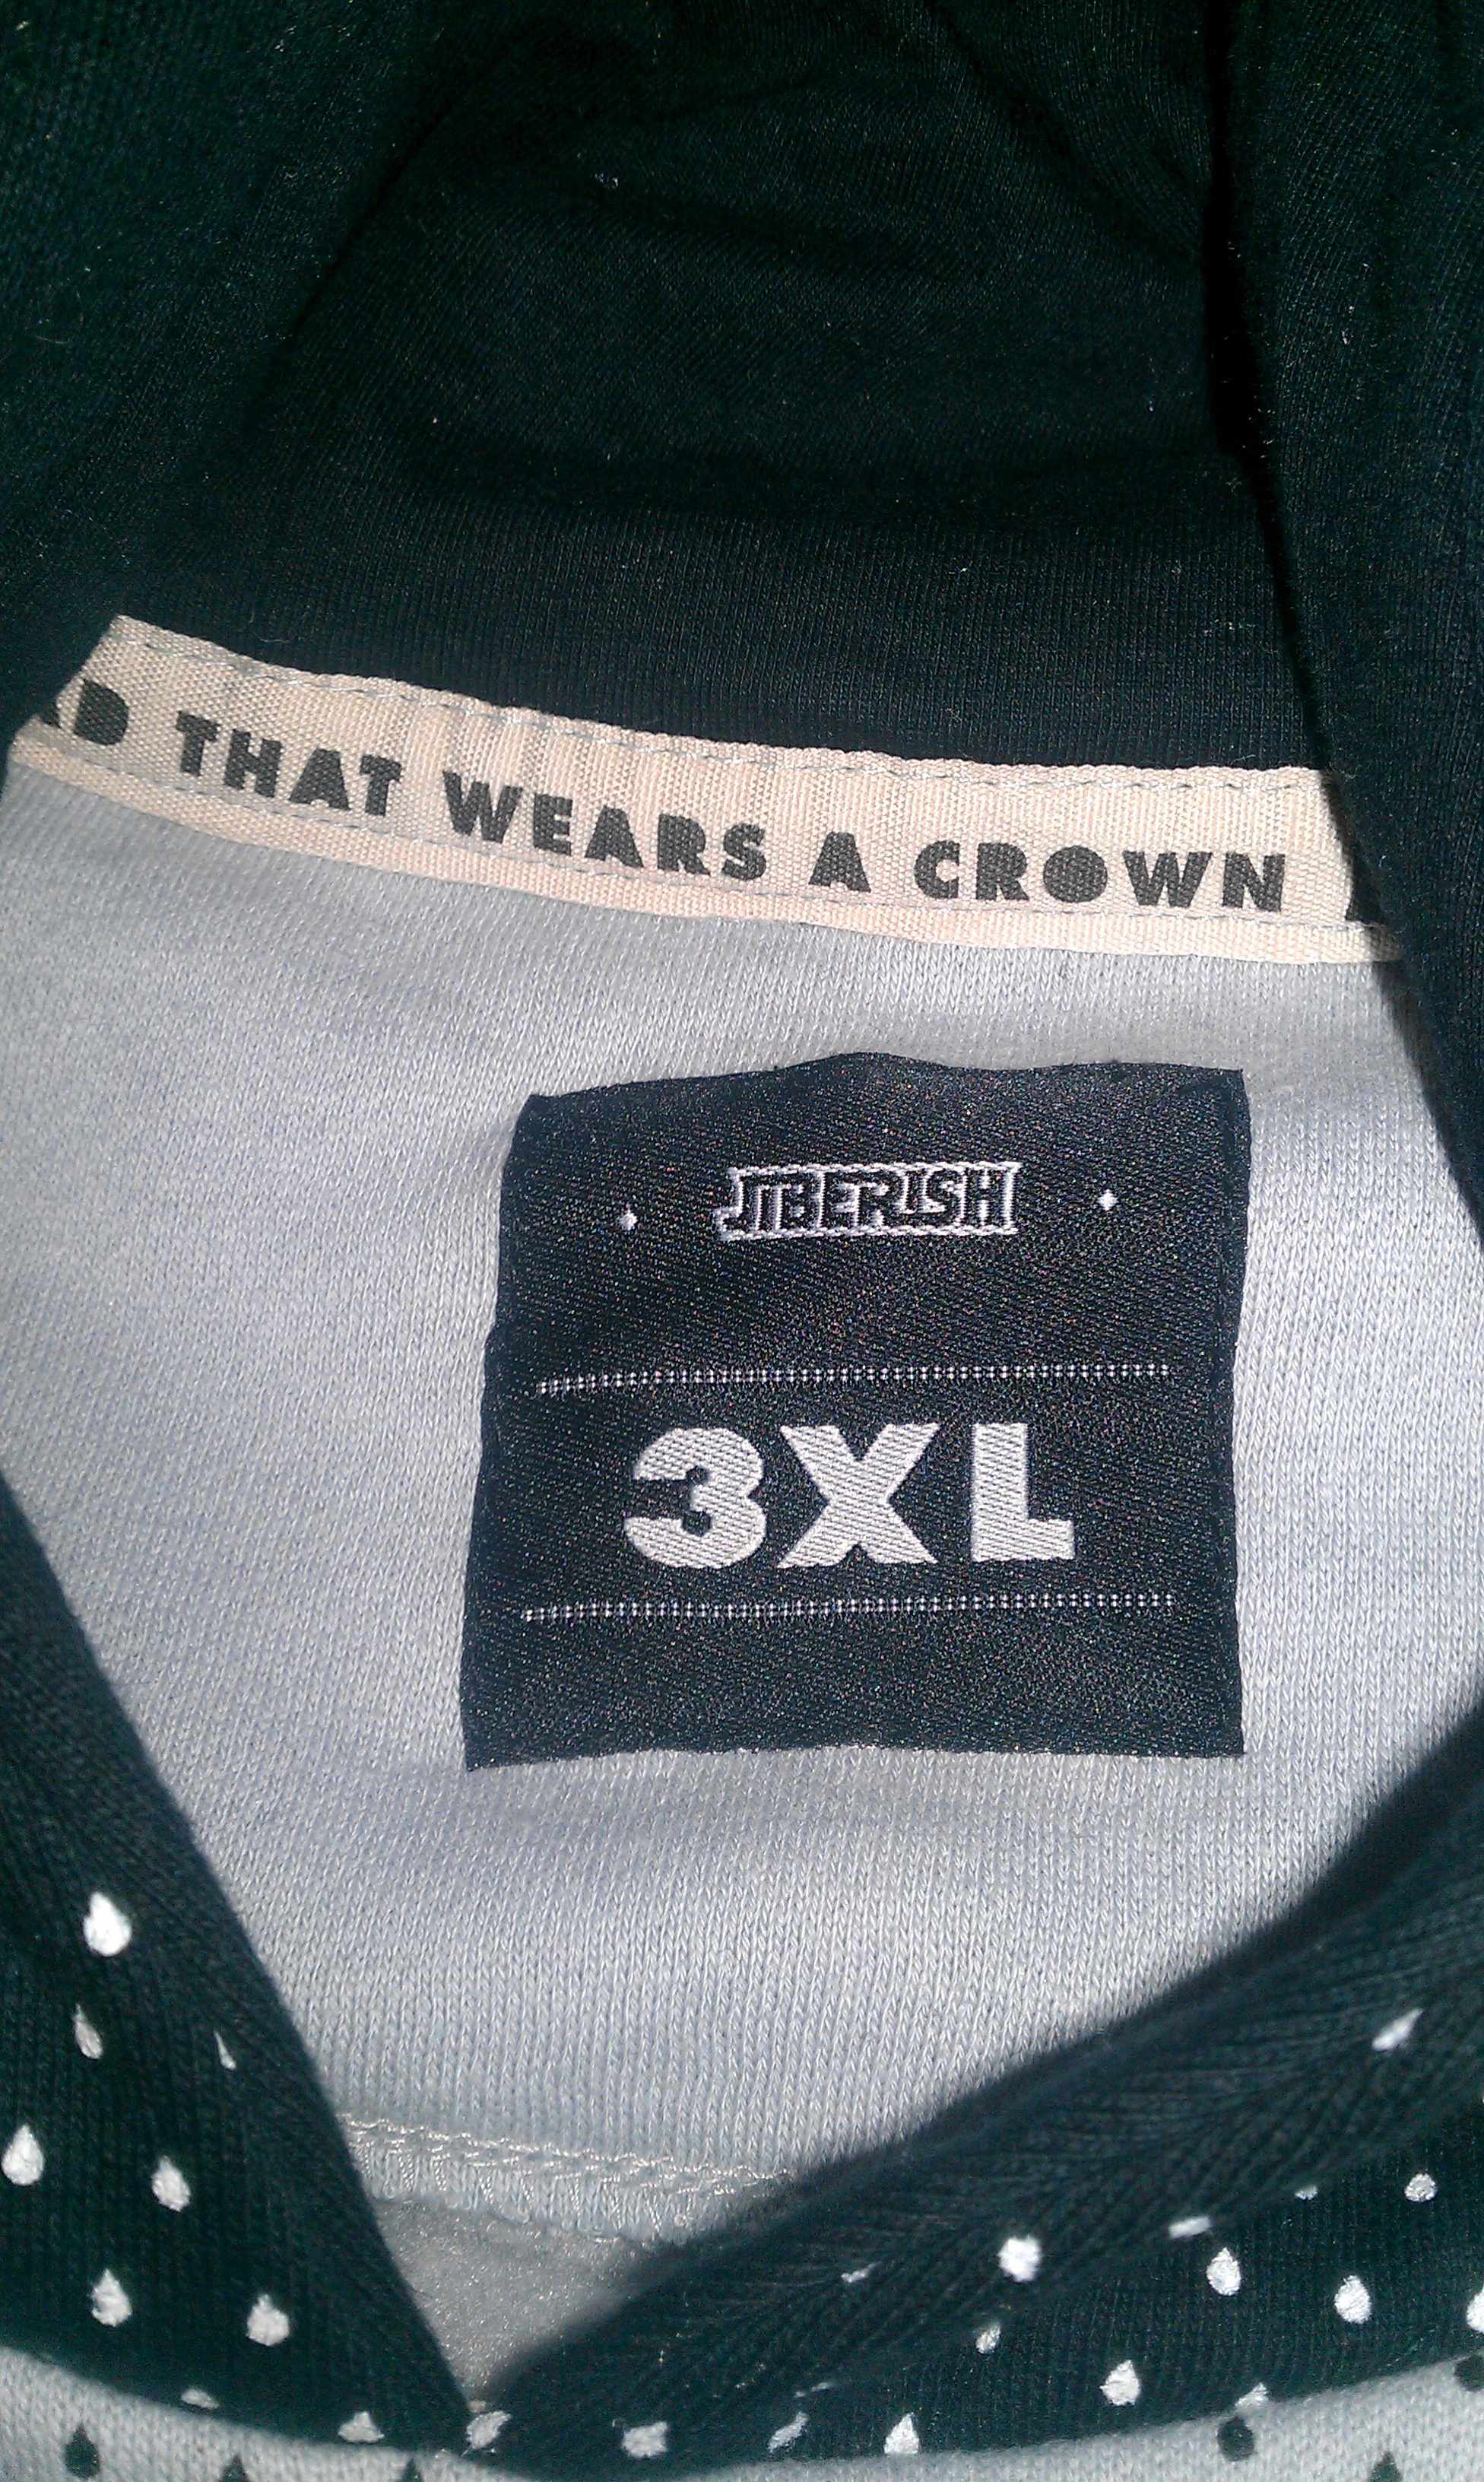 THAT WEARS A CROWN
JIBERISH
3XL